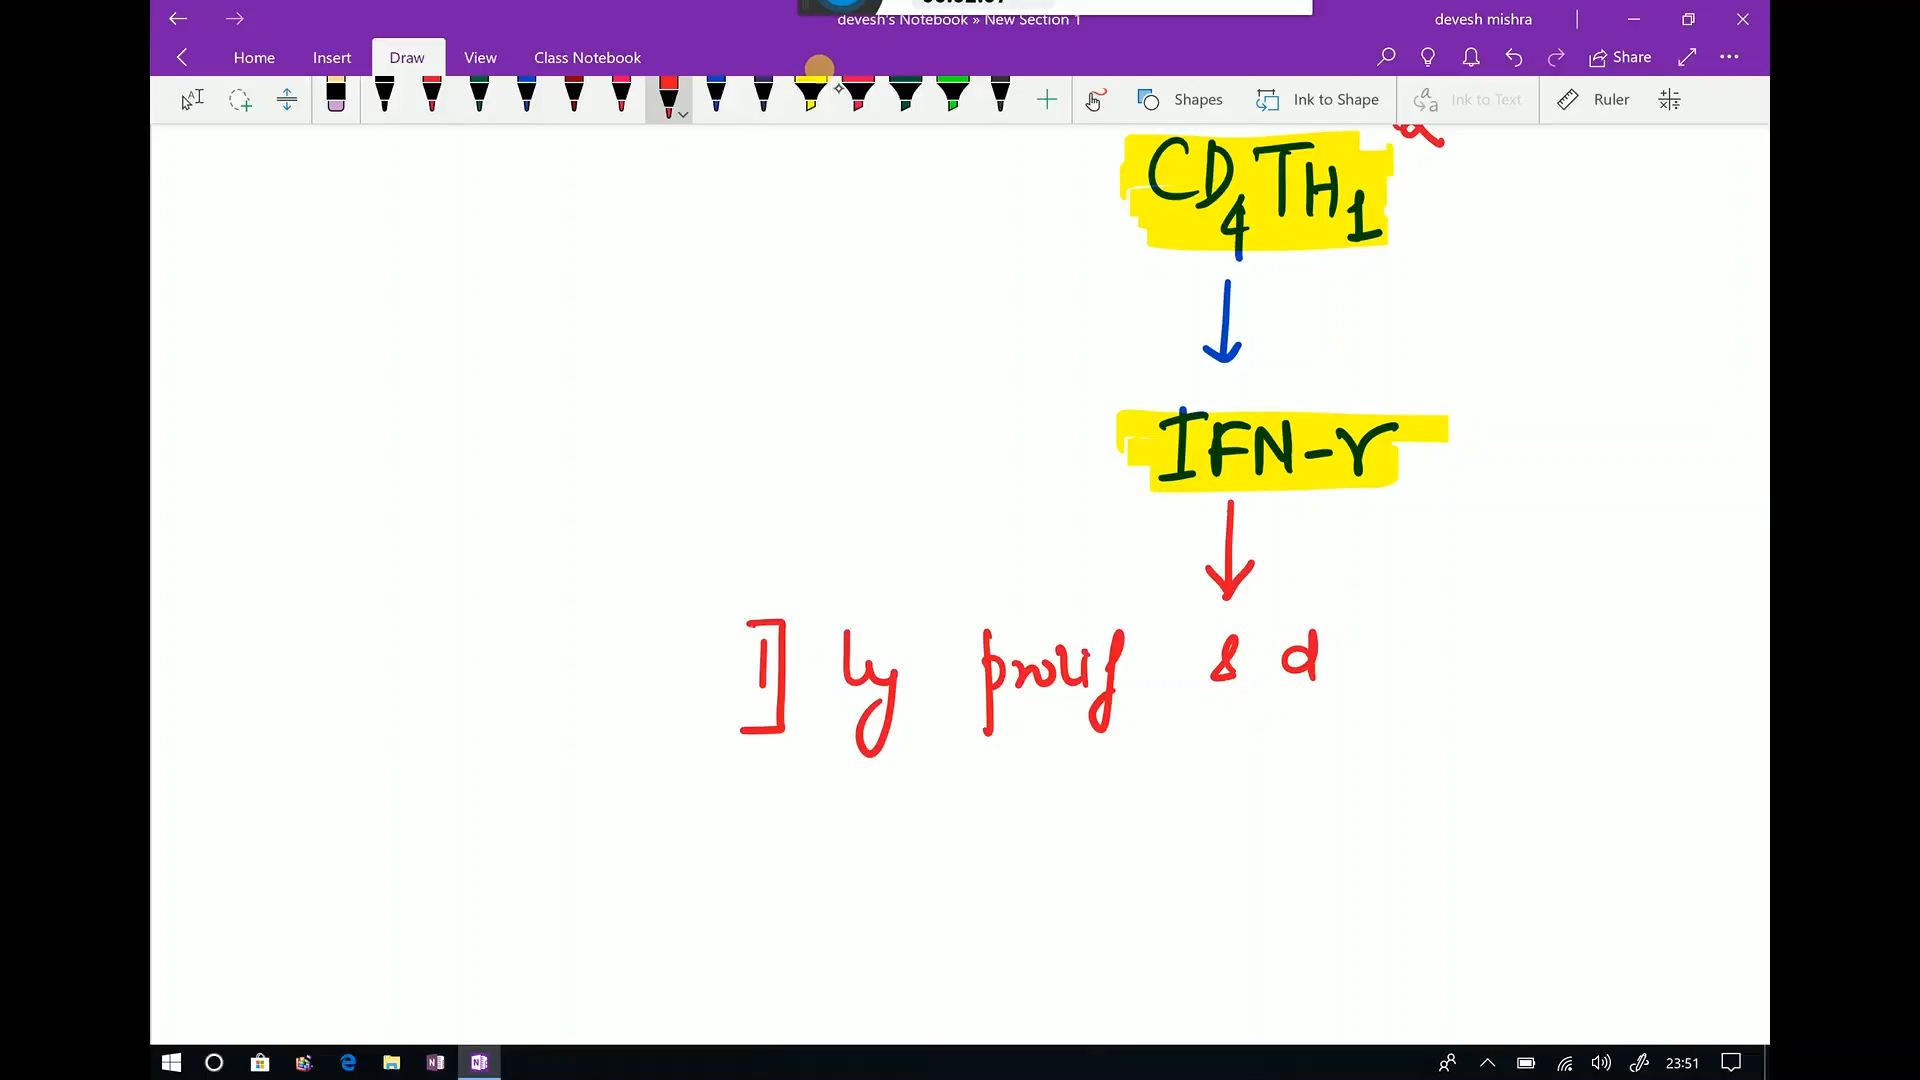 devesh's Notebook » New Section 1
devesh mishra
Home Insert Draw View Class Notebook Share
Shapes Ink to Shape Ink to Text Ruler
CD4 TH1
IFN-γ
1] ly prolif & d
23:51